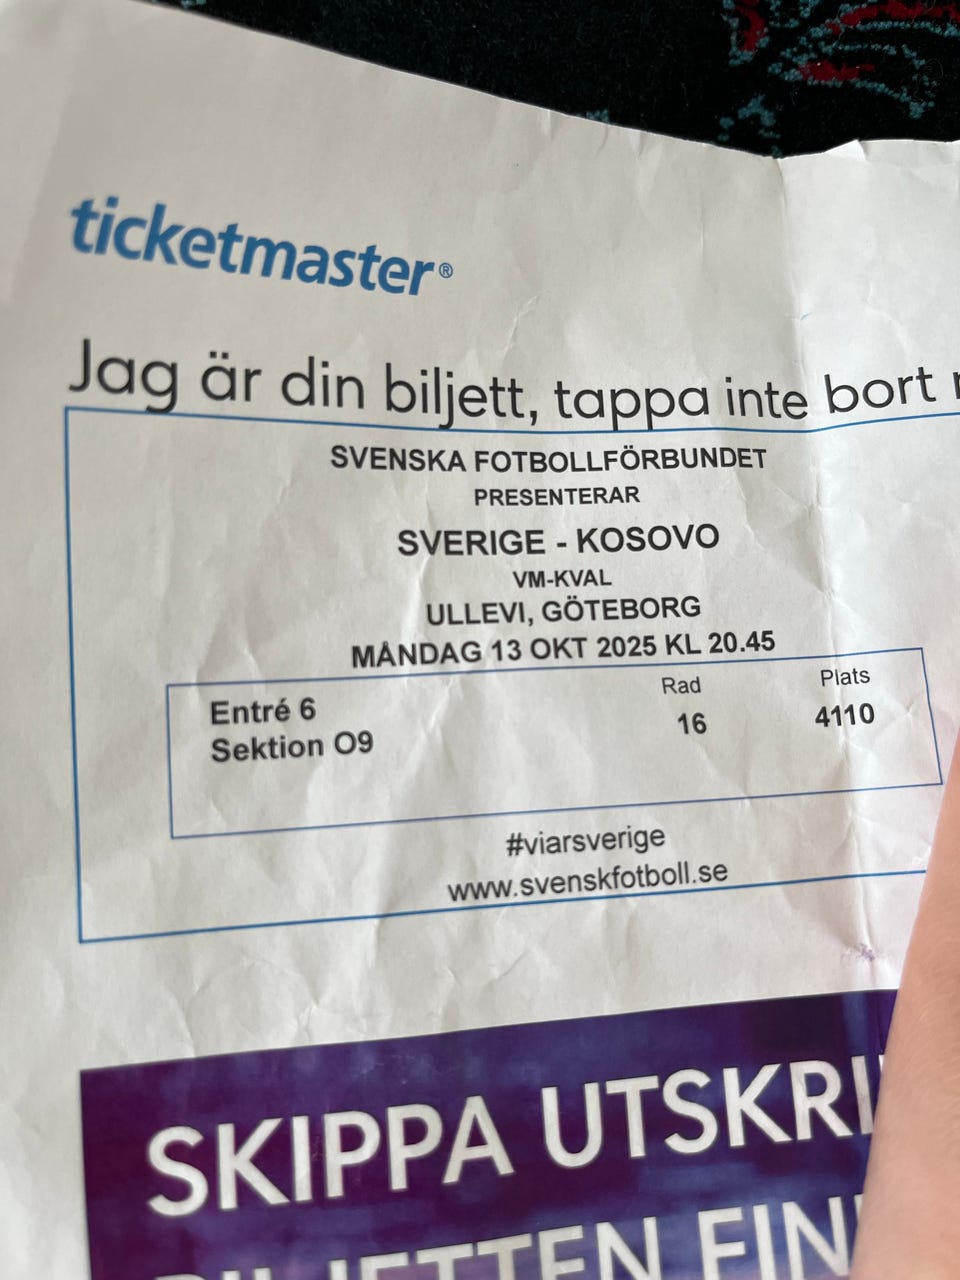 ticketmaster®
Jag är din biljett, tappa inte bort
SVENSKA FOTBOLLFÖRBUNDET
PRESENTERAR
SVERIGE - KOSOVO
VM-KVAL
ULLEVI, GÖTEBORG
MÅNDAG 13 OKT 2025 KL 20.45
Rad Plats
Entré 6 16 4110
Sektion O9
#viarsverige
www.svenskfotboll.se
SKIPPA
BILJETTEN